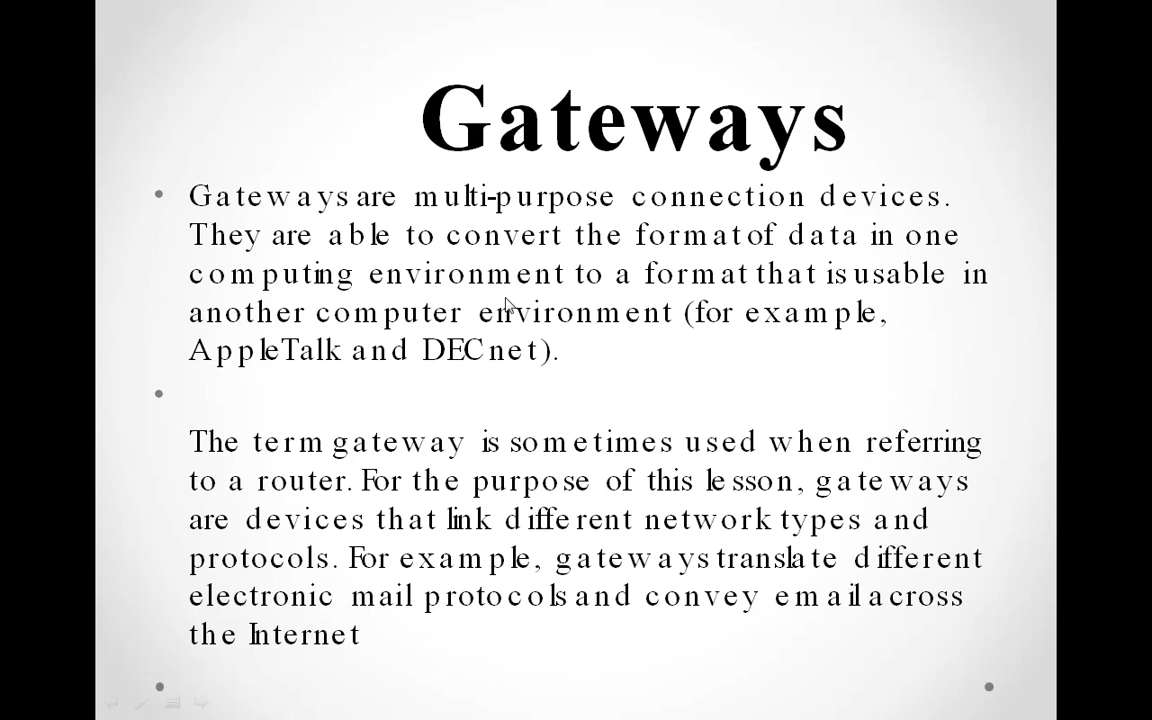 Gateways
• Gateways are multi-purpose connection devices.
They are able to convert the format of data in one
computing environment to a format that is usable in
another computer environment (for example,
AppleTalk and DECnet).
•
The term gateway is sometimes used when referring
to a router. For the purpose of this lesson, gateways
are devices that link different network types and
protocols. For example, gateways translate different
electronic mail protocols and convey email across
the Internet